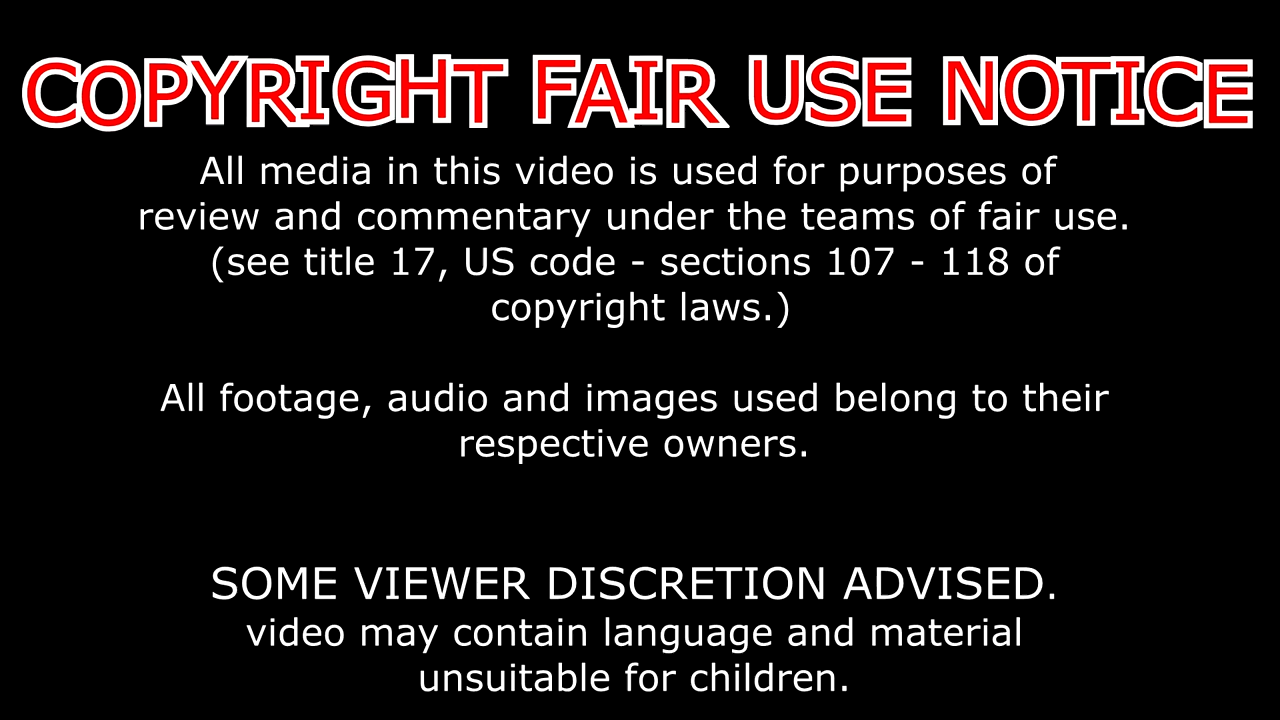 COPYRIGHT FAIR USE NOTICE
All media in this video is used for purposes of
review and commentary under the teams of fair use.
(see title 17, US code - sections 107 - 118 of
copyright laws.)
All footage, audio and images used belong to their
respective owners.
SOME VIEWER DISCRETION ADVISED.
video may contain language and material
unsuitable for children.